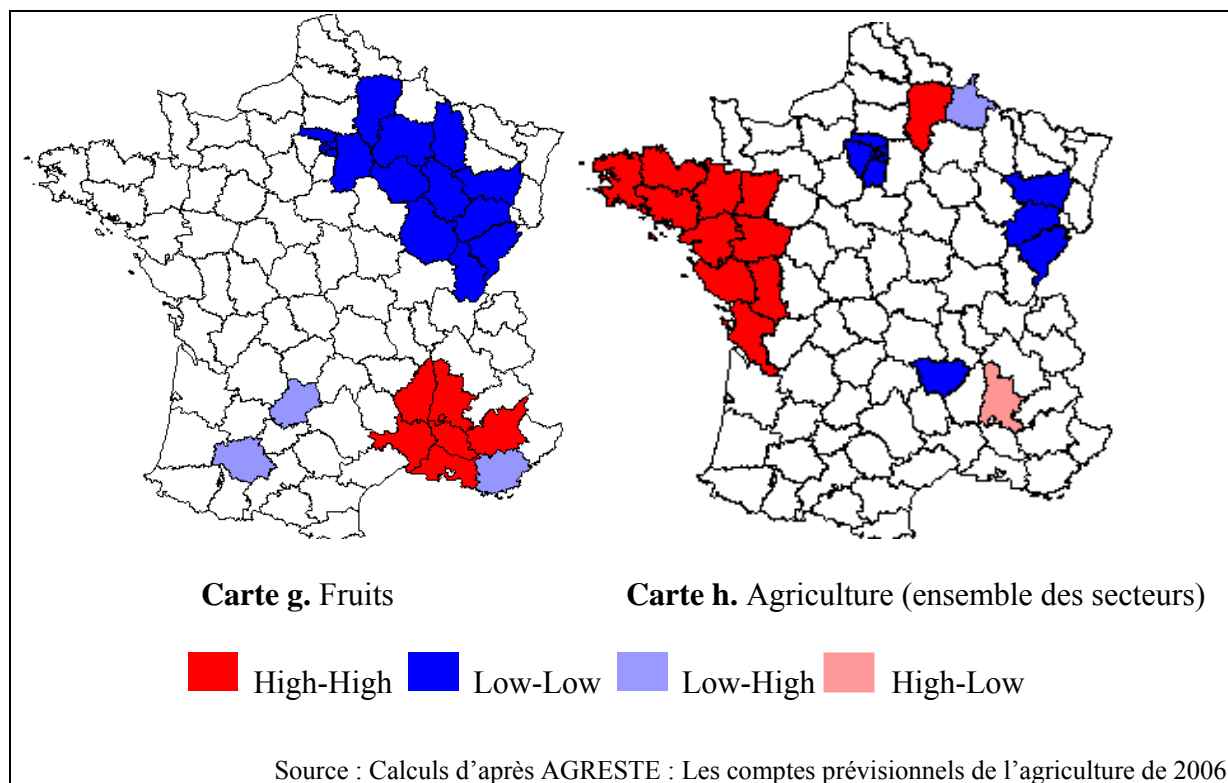 Carte g. Fruits
Carte h. Agriculture (ensemble des secteurs)
High-High Low-Low Low-High High-Low
Source : Calculs d’après AGRESTE : Les comptes prévisionnels de l’agriculture de 2006